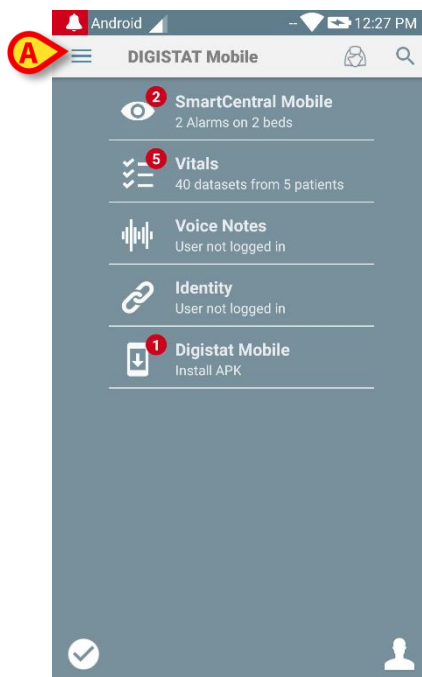 Android -- 12:27 PM
A
DIGISTAT Mobile
2
SmartCentral Mobile
2 Alarms on 2 beds
5
Vitals
40 datasets from 5 patients
Voice Notes
User not logged in
Identity
User not logged in
1
Digistat Mobile
Install APK